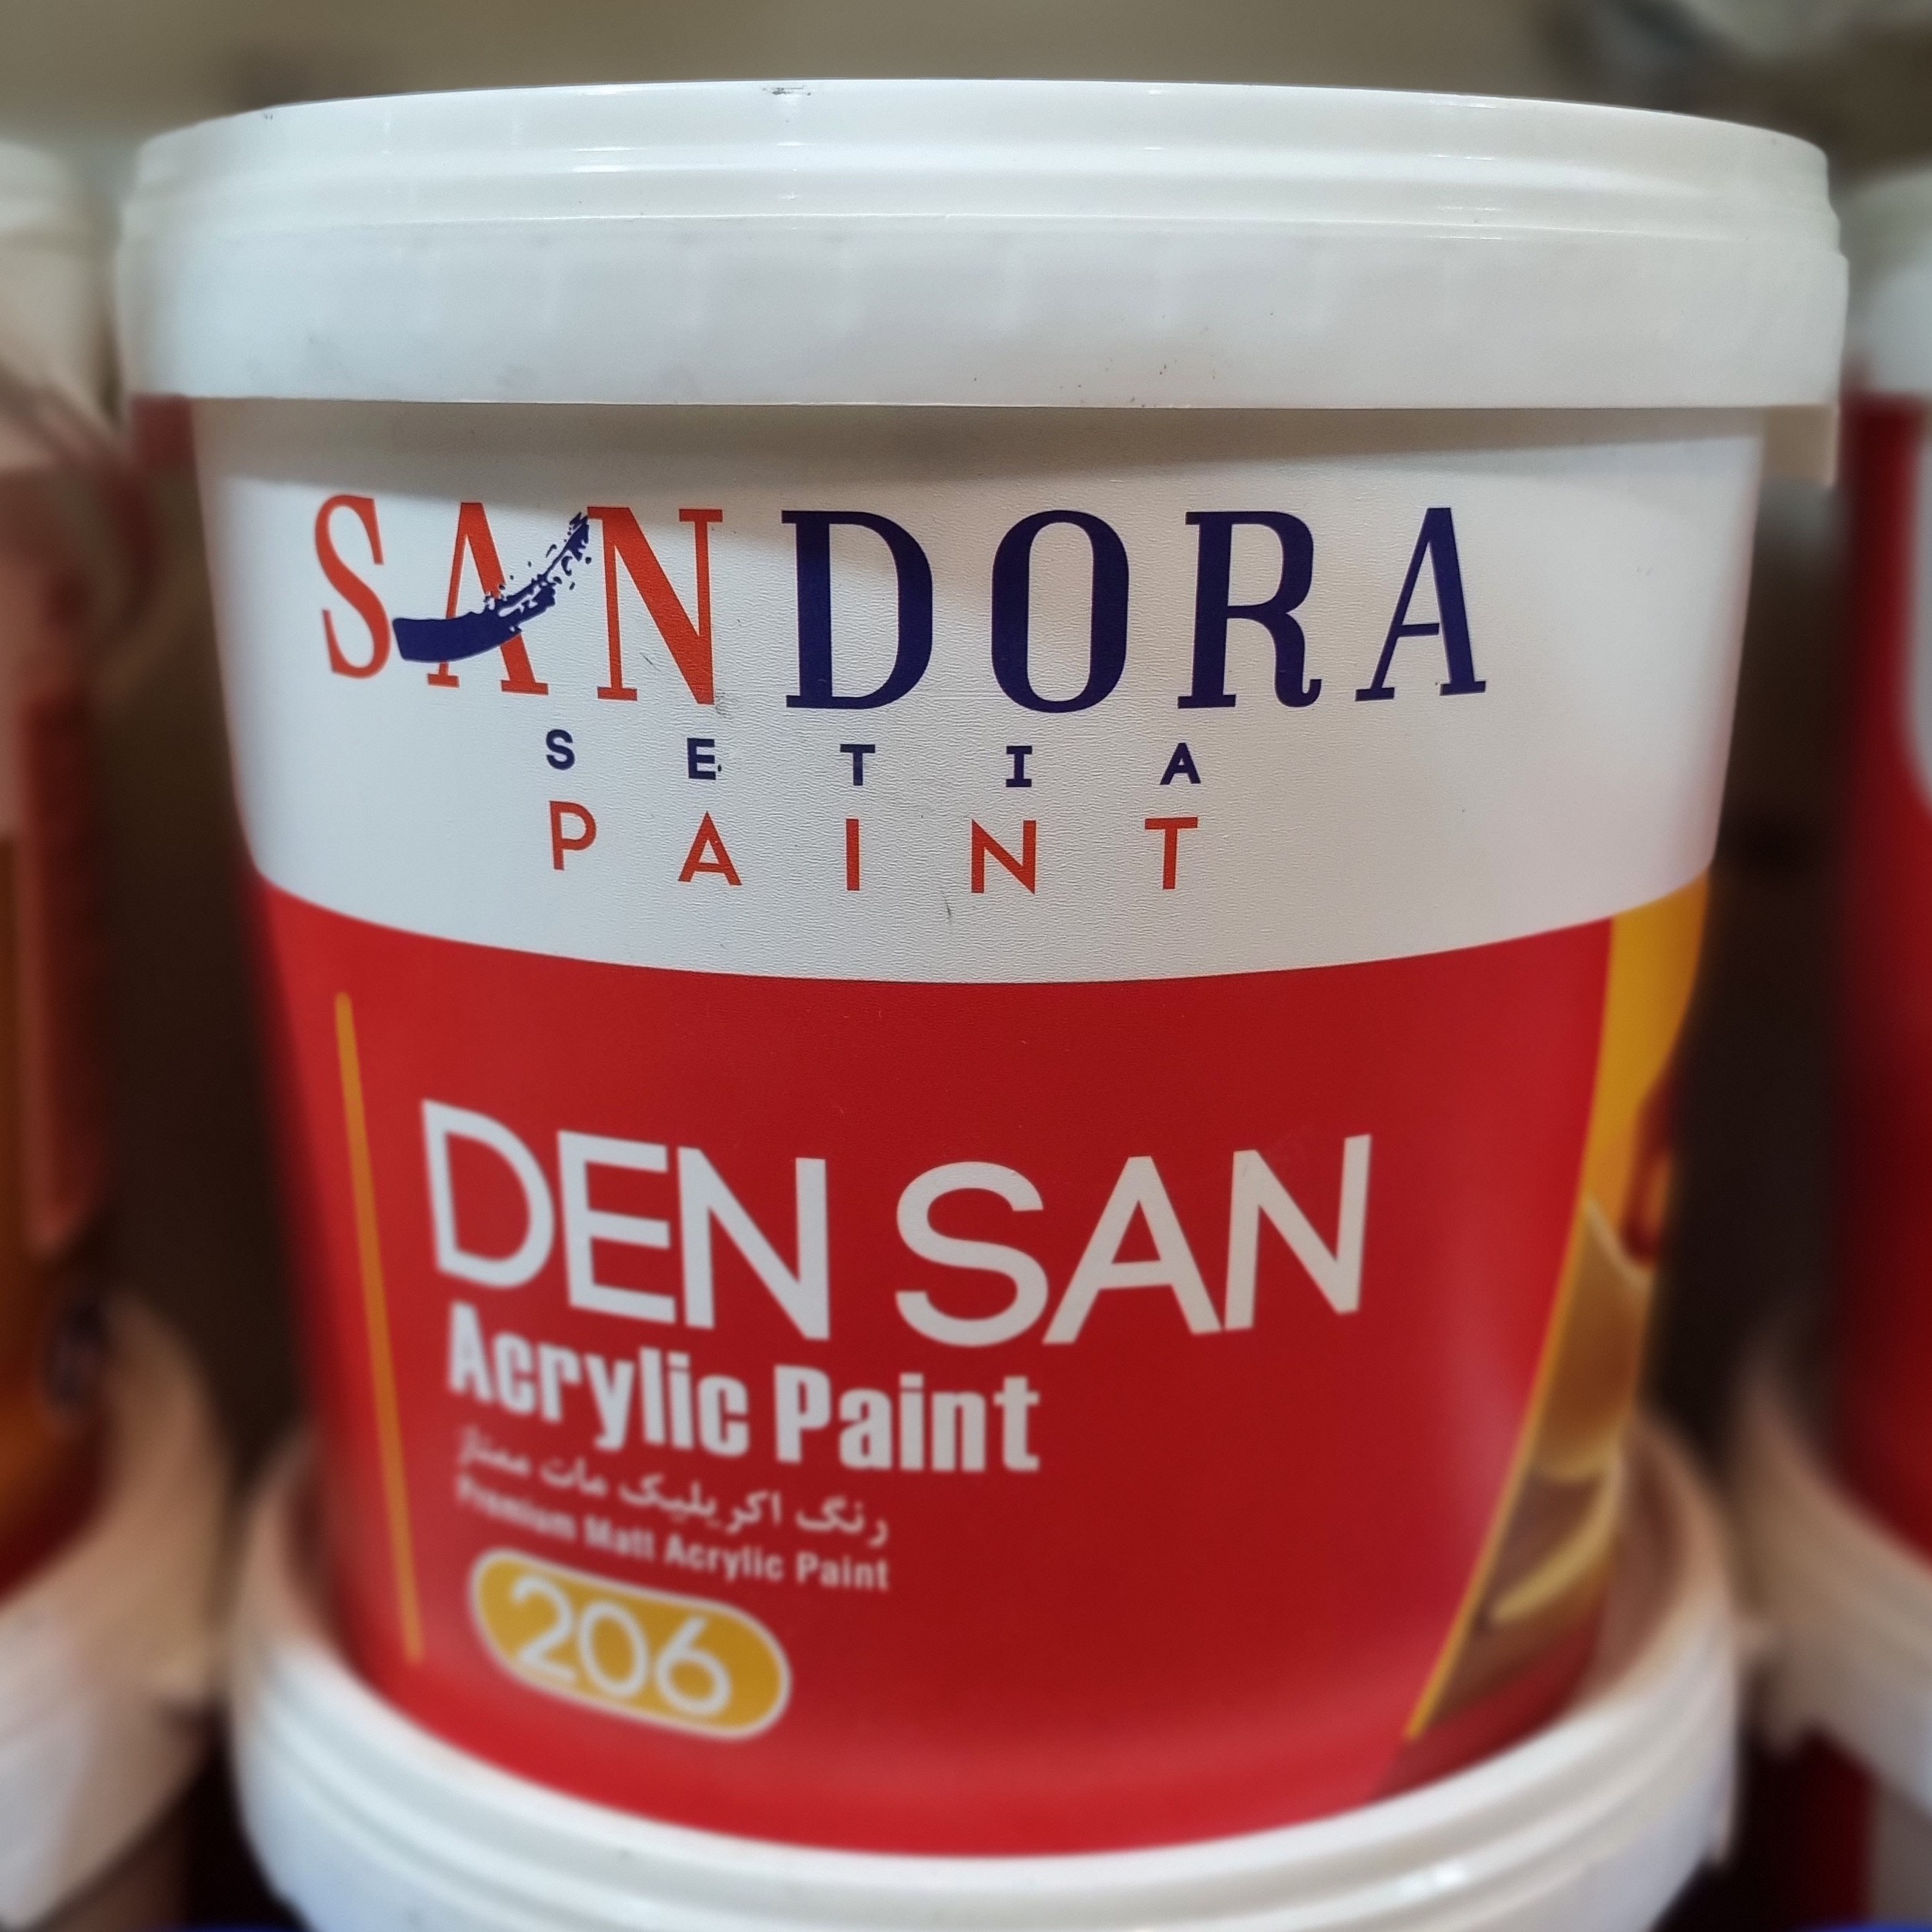 SANDORA
SETIA
PAINT
DEN SAN
Acrylic Paint
رنگ اکریلیک مات ممتاز
Premium Matt Acrylic Paint
206